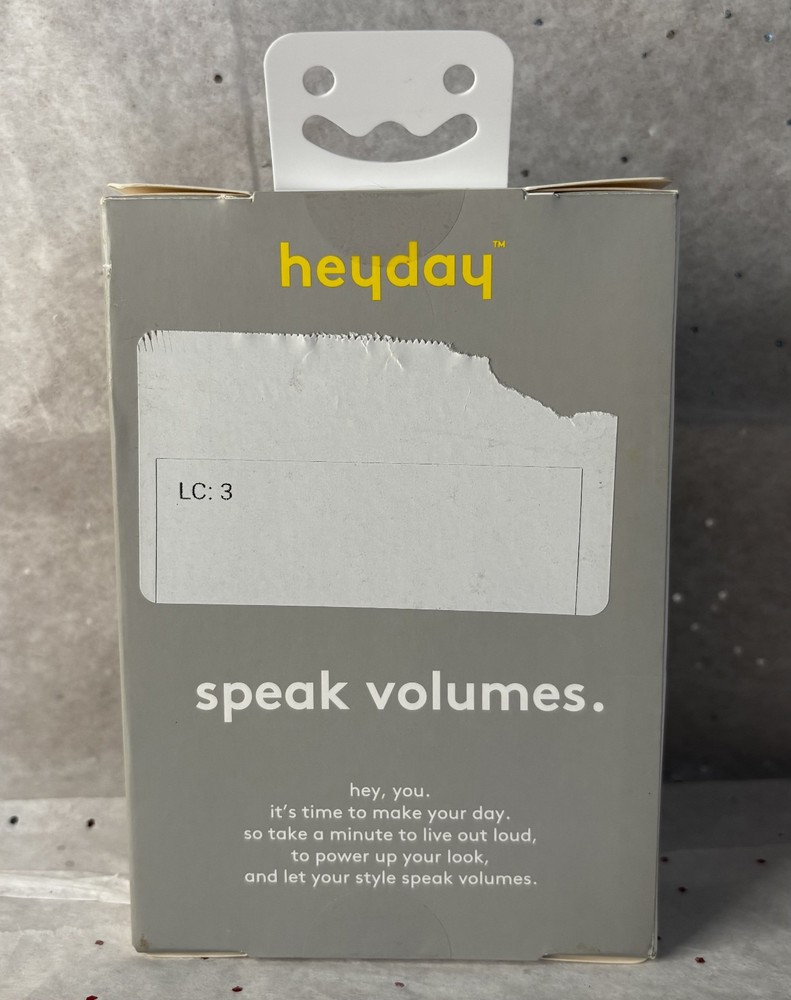 heyday™
LC: 3
speak volumes.
hey, you.
it's time to make your day.
so take a minute to live out loud,
to power up your look,
and let your style speak volumes.